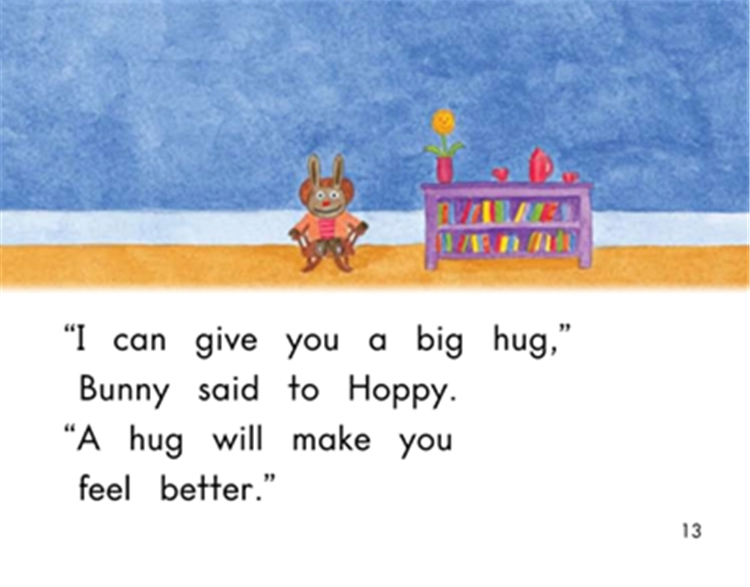 “I can give you a big hug,”
Bunny said to Hoppy.
“A hug will make you
feel better.”
13